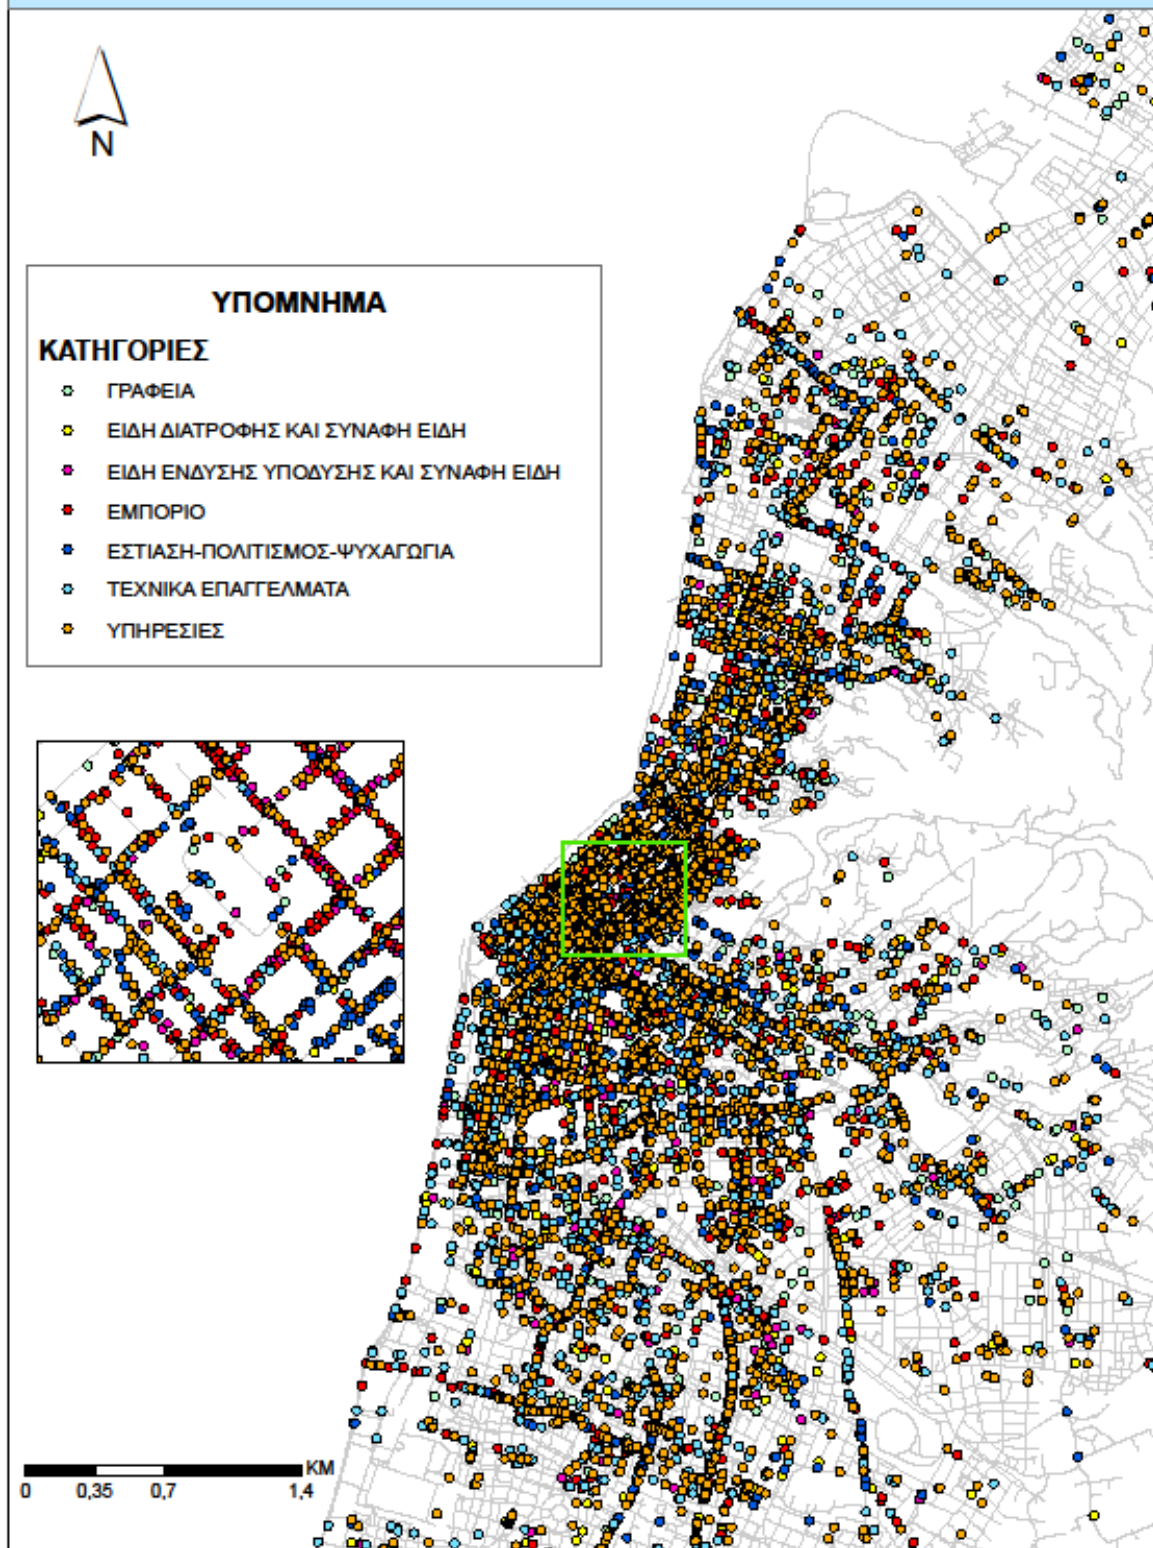 N
ΥΠΟΜΝΗΜΑ
ΚΑΤΗΓΟΡΙΕΣ
ΓΡΑΦΕΙΑ
ΕΙΔΗ ΔΙΑΤΡΟΦΗΣ ΚΑΙ ΣΥΝΑΦΗ ΕΙΔΗ
ΕΙΔΗ ΕΝΔΥΣΗΣ ΥΠΟΔΥΣΗΣ ΚΑΙ ΣΥΝΑΦΗ ΕΙΔΗ
ΕΜΠΟΡΙΟ
ΕΣΤΙΑΣΗ-ΠΟΛΙΤΙΣΜΟΣ-ΨΥΧΑΓΩΓΙΑ
ΤΕΧΝΙΚΑ ΕΠΑΓΓΕΛΜΑΤΑ
ΥΠΗΡΕΣΙΕΣ
KM
0 0,35 0,7 1,4